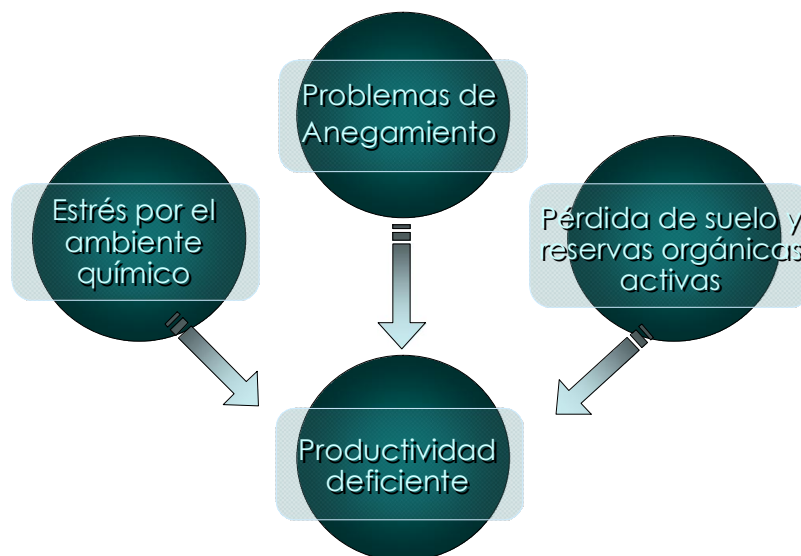 Problemas de
Anegamiento
Estrés por el
ambiente
químico
Pérdida de suelo y
reservas orgánicas
activas
Productividad
deficiente